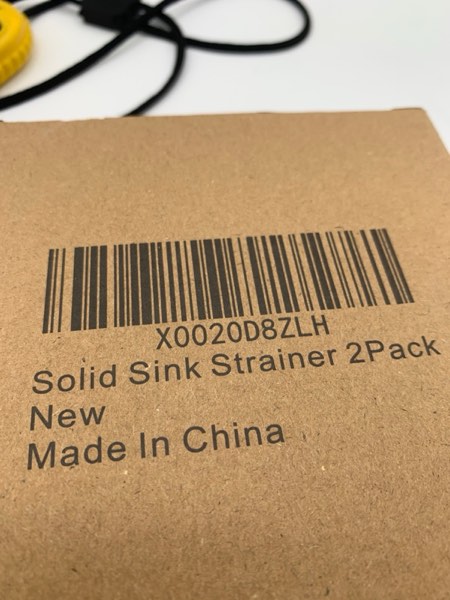 X0020D8ZLH
Solid Sink Strainer 2Pack
New
Made In China